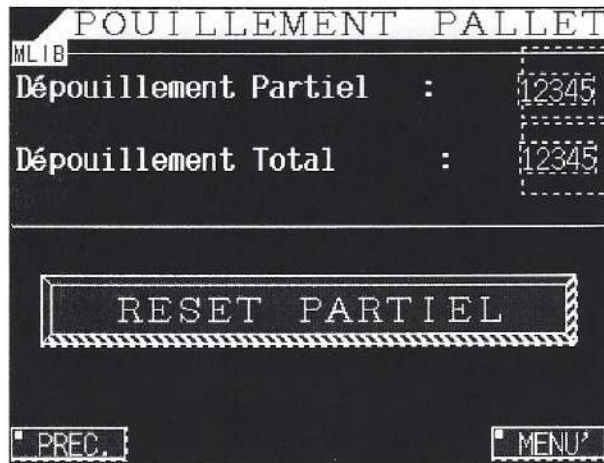 POUILLEMENT PALLET
MLIB
Dépouillement Partiel : 12345
Dépouillement Total : 12345
RESET PARTIEL
PREC. MENU'